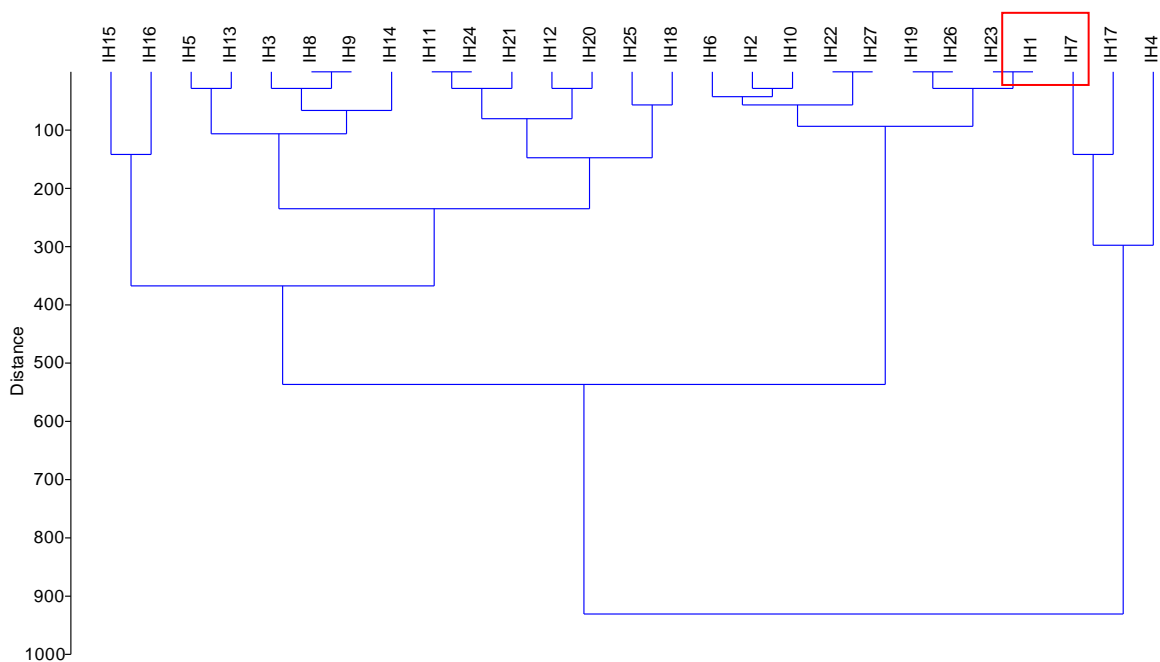 IH15
IH16
IH5
IH13
IH3
IH8
IH9
IH14
IH11
IH24
IH21
IH12
IH20
IH25
IH18
IH6
IH2
IH10
IH22
IH27
IH19
IH26
IH23
IH1
IH7
IH17
IH4
100
200
300
400
500
600
700
800
900
1000
Distance